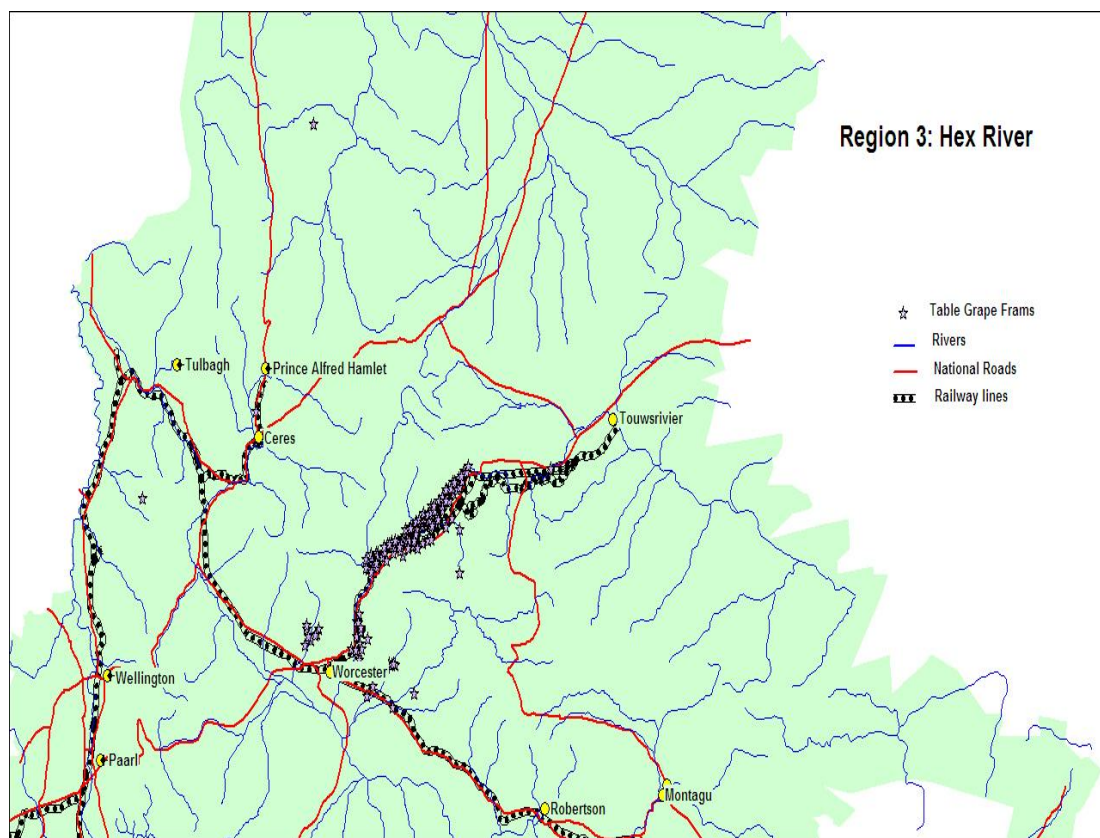 Region 3: Hex River
Table Grape Frams
Rivers
National Roads
Railway lines
Tulbagh
Prince Alfred Hamlet
Touwsrivier
Ceres
Worcester
Wellington
Paarl
Montagu
Robertson